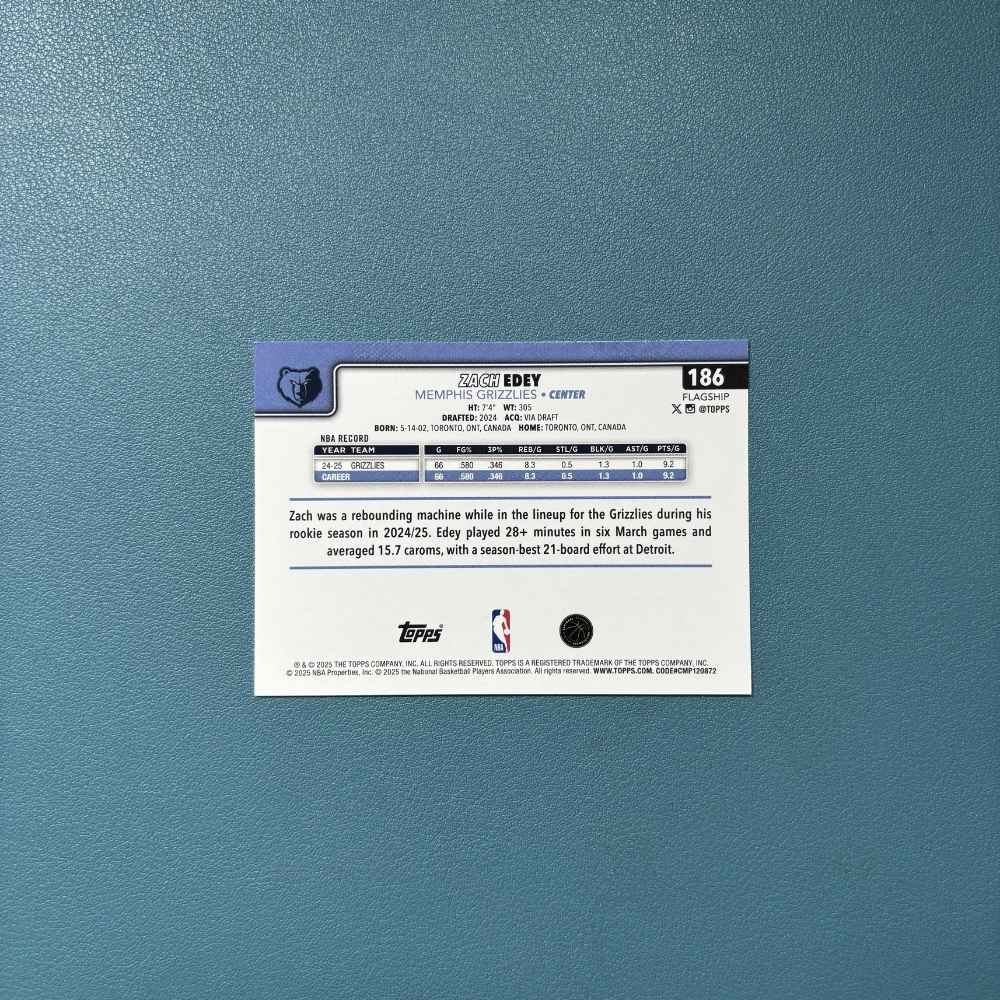 186
ZACH EDEY
MEMPHIS GRIZZLIES • CENTER
FLAGSHIP
X @TOPPS
HT: 7'4" WT: 305
DRAFTED: 2024 ACQ: VIA DRAFT
BORN: 5-14-02, TORONTO, ONT, CANADA HOME: TORONTO, ONT, CANADA
NBA RECORD
YEAR TEAM G FG% 3P% REB/G STL/G BLK/G AST/G PTS/G
24-25 GRIZZLIES 66 .580 .346 8.3 0.5 1.3 1.0 9.2
CAREER 66 .580 .346 8.3 0.5 1.3 1.0 9.2
Zach was a rebounding machine while in the lineup for the Grizzlies during his
rookie season in 2024/25. Edey played 28+ minutes in six March games and
averaged 15.7 caroms, with a season-best 21-board effort at Detroit.
Topps®
NBA
® & © 2025 THE TOPPS COMPANY, INC. ALL RIGHTS RESERVED. TOPPS IS A REGISTERED TRADEMARK OF THE TOPPS COMPANY, INC.
© 2025 NBA Properties, Inc. © 2025 the National Basketball Players Association. All rights reserved. WWW.TOPPS.COM. CODE#CMP120872